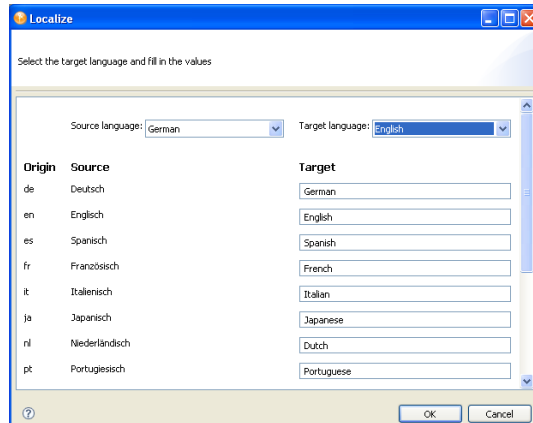 Localize
Select the target language and fill in the values
Source language: German Target language: English
Origin Source Target
de Deutsch German
en Englisch English
es Spanisch Spanish
fr Französisch French
it Italienisch Italian
ja Japanisch Japanese
nl Niederländisch Dutch
pt Portugiesisch Portuguese
? OK Cancel